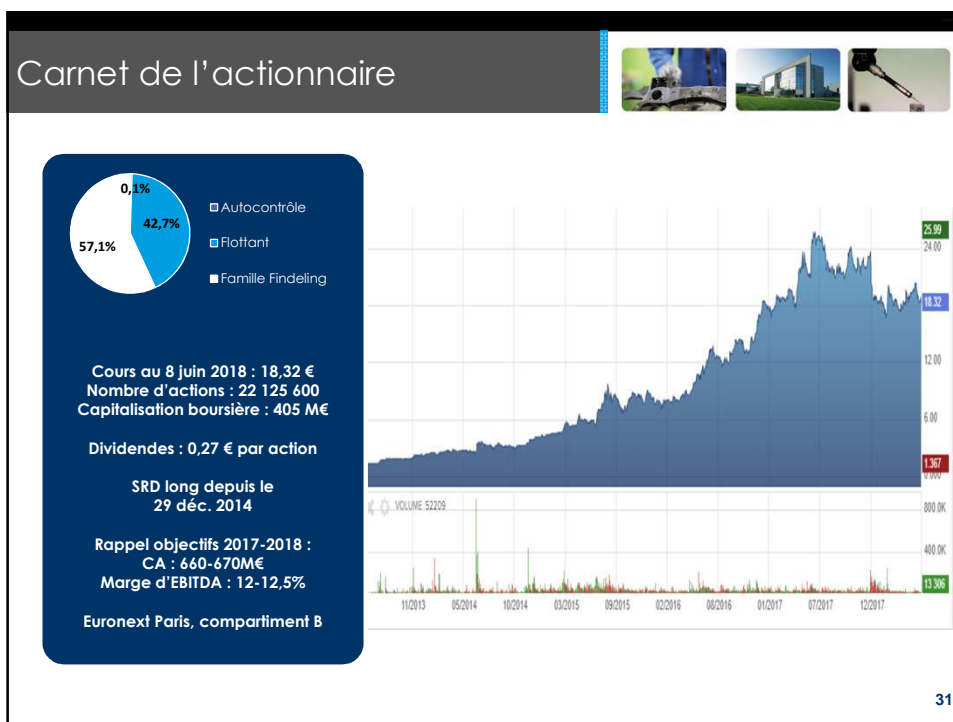 Carnet de l'actionnaire
0,1%
42,7%
57,1%
Autocontrôle
Flottant
Famille Findeling
Cours au 8 juin 2018 : 18,32 €
Nombre d'actions : 22 125 600
Capitalisation boursière : 405 M€
Dividendes : 0,27 € par action
SRD long depuis le
29 déc. 2014
Rappel objectifs 2017-2018 :
CA : 660-670M€
Marge d'EBITDA : 12-12,5%
Euronext Paris, compartiment B
25.99
24.00
18.32
12.00
6.00
1.367
0.000
VOLUME 52209
800.0K
400.0K
13 306
11/2013 05/2014 10/2014 03/2015 09/2015 02/2016 08/2016 01/2017 07/2017 12/2017
31